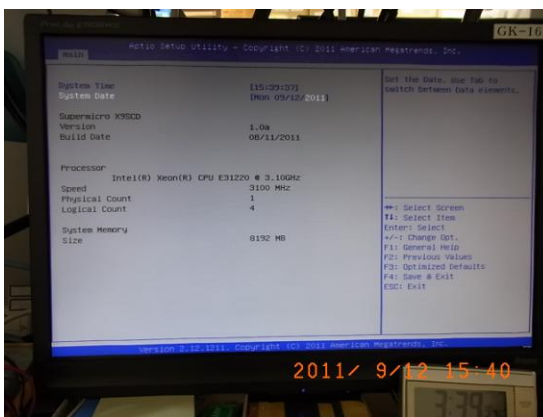 GK-16
Aptio Setup Utility - Copyright (C) 2011 American Megatrends, Inc.
Main
System Time [15:39:37]
System Date [Mon 09/12/2011]
Supermicro X9SCD
Version 1.0a
Build Date 08/11/2011
Processor
Intel(R) Xeon(R) CPU E31220 @ 3.10GHz
Speed 3100 MHz
Physical Count 1
Logical Count 4
System Memory
Size 8192 MB
Set the Date. Use Tab to
switch between Data elements.
↔: Select Screen
↑↓: Select Item
Enter: Select
+/-: Change Opt.
F1: General Help
F2: Previous Values
F3: Optimized Defaults
F4: Save & Exit
ESC: Exit
Version 2.12.1211. Copyright (C) 2011 American Megatrends, Inc.
2011/ 9/12 15:40
3:39